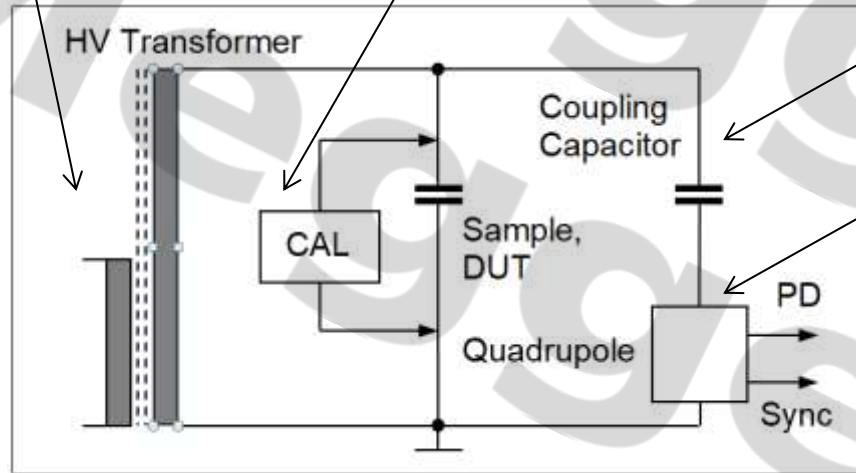 HV Transformer
Coupling
Capacitor
CAL
Sample,
DUT
PD
Quadrupole
Sync